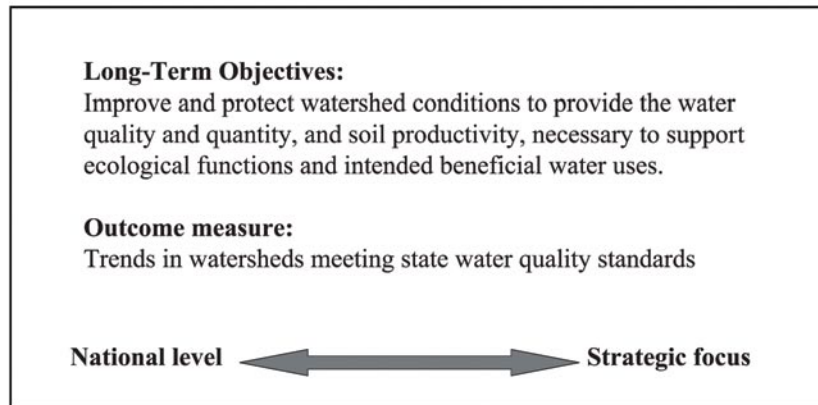 Long-Term Objectives:
Improve and protect watershed conditions to provide the water
quality and quantity, and soil productivity, necessary to support
ecological functions and intended beneficial water uses.
Outcome measure:
Trends in watersheds meeting state water quality standards
National level Strategic focus